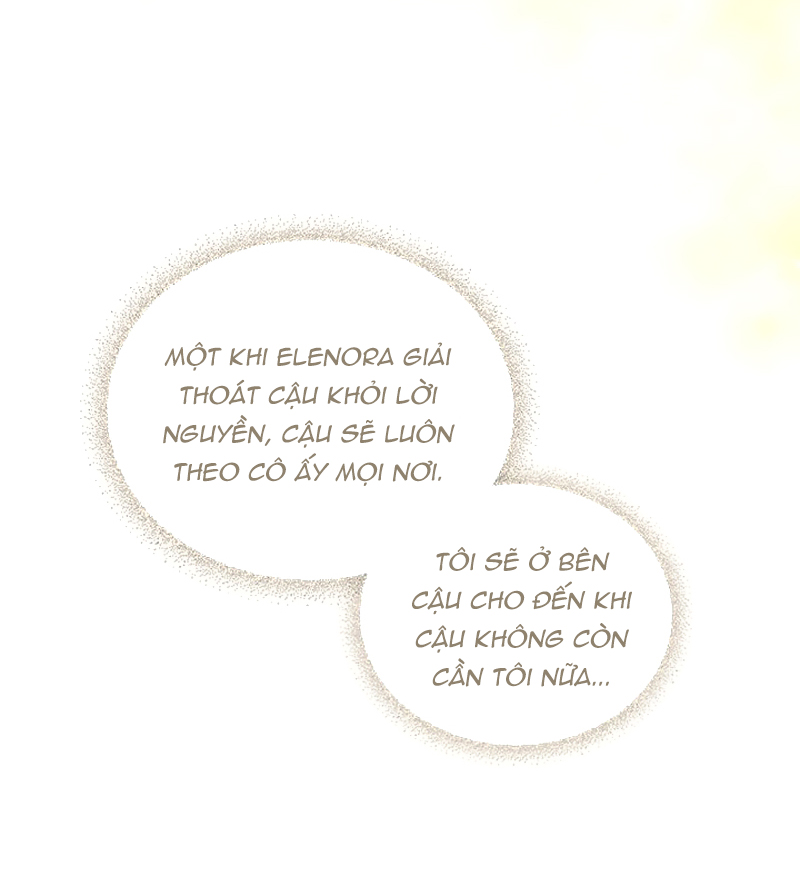 MỘT KHI ELENORA GIẢI
THOÁT CẬU KHỎI LỜI
NGUYỀN, CẬU SẼ LUÔN
THEO CÔ ẤY MỌI NƠI.
TÔI SẼ Ở BÊN
CẬU CHO ĐẾN KHI
CẬU KHÔNG CÒN
CẦN TÔI NỮA...